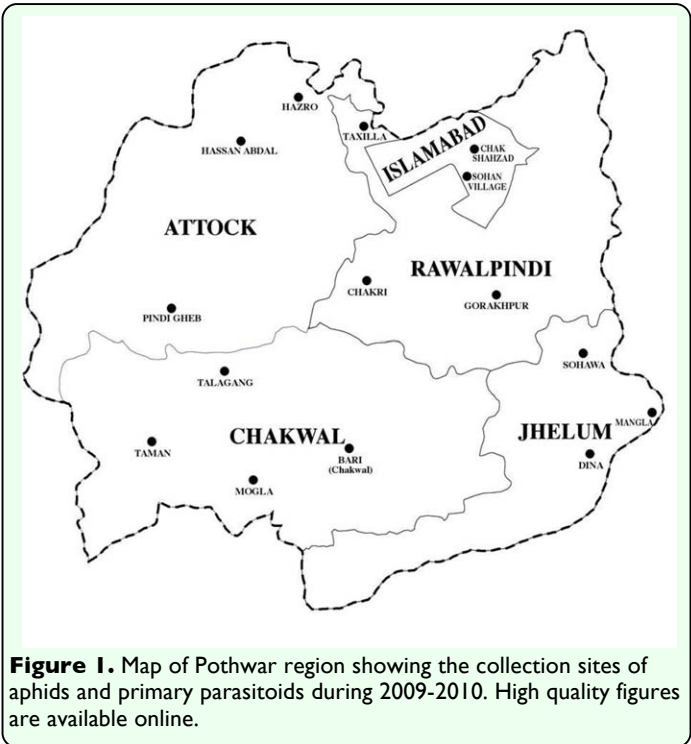 HAZRO
TAXILLA
HASSAN ABDAL
ISLAMABAD
CHAK
SHAHZAD
SOHAN
VILLAGE
ATTOCK
RAWALPINDI
CHAKRI
GORAKHPUR
PINDI GHEB
SOHAWA
TALAGANG
MANGLA
CHAKWAL
JHELUM
TAMAN
BARI
(Chakwal)
DINA
MOGLA
Figure 1. Map of Pothwar region showing the collection sites of
aphids and primary parasitoids during 2009-2010. High quality figures
are available online.